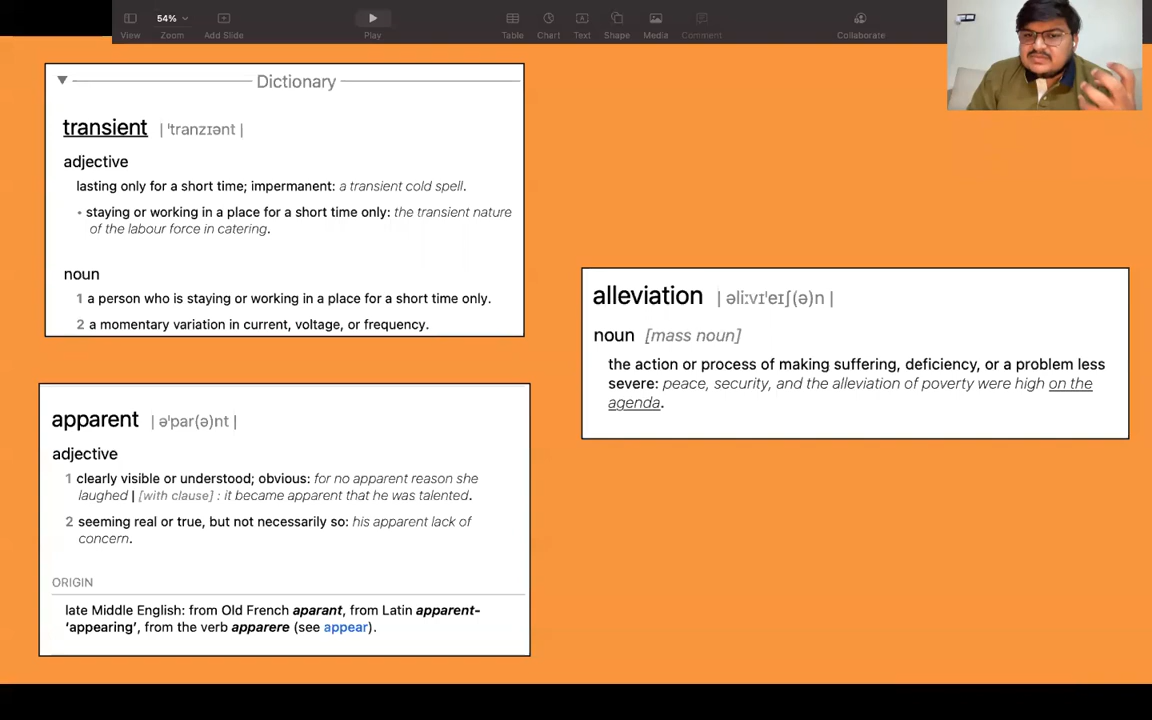 54%
View
Zoom
Add Slide
Play
Table
Chart
Text
Shape
Media
Comment
Collaborate
Dictionary
transient | ˈtranzɪənt |
adjective
lasting only for a short time; impermanent: a transient cold spell.
• staying or working in a place for a short time only: the transient nature
of the labour force in catering.
noun
1 a person who is staying or working in a place for a short time only.
2 a momentary variation in current, voltage, or frequency.
apparent | əˈpar(ə)nt |
adjective
1 clearly visible or understood; obvious: for no apparent reason she
laughed | [with clause] : it became apparent that he was talented.
2 seeming real or true, but not necessarily so: his apparent lack of
concern.
ORIGIN
late Middle English: from Old French aparant, from Latin apparent-
‘appearing’, from the verb apparere (see appear).
alleviation | əliːvɪˈeɪʃ(ə)n |
noun [mass noun]
the action or process of making suffering, deficiency, or a problem less
severe: peace, security, and the alleviation of poverty were high on the
agenda.